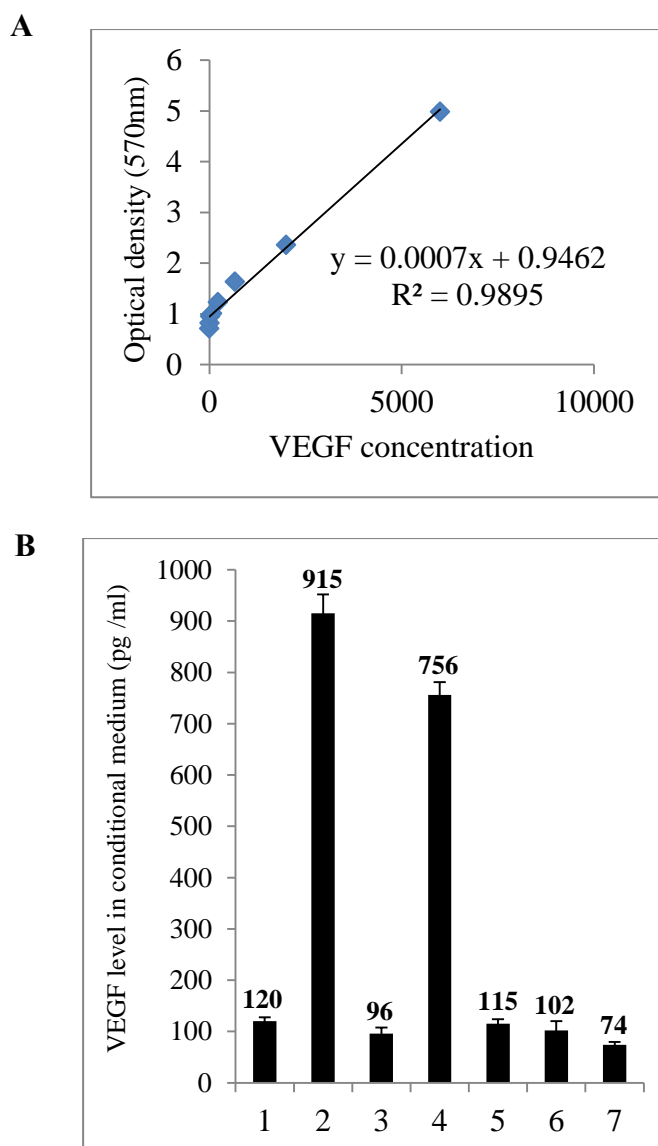 A
Optical density (570nm)
6
5
4
3
2
1
0
y = 0.0007x + 0.9462
R² = 0.9895
0 5000 10000
VEGF concentration
B
VEGF level in conditional medium (pg /ml)
1000
900
800
700
600
500
400
300
200
100
0
120 915 96 756 115 102 74
1 2 3 4 5 6 7